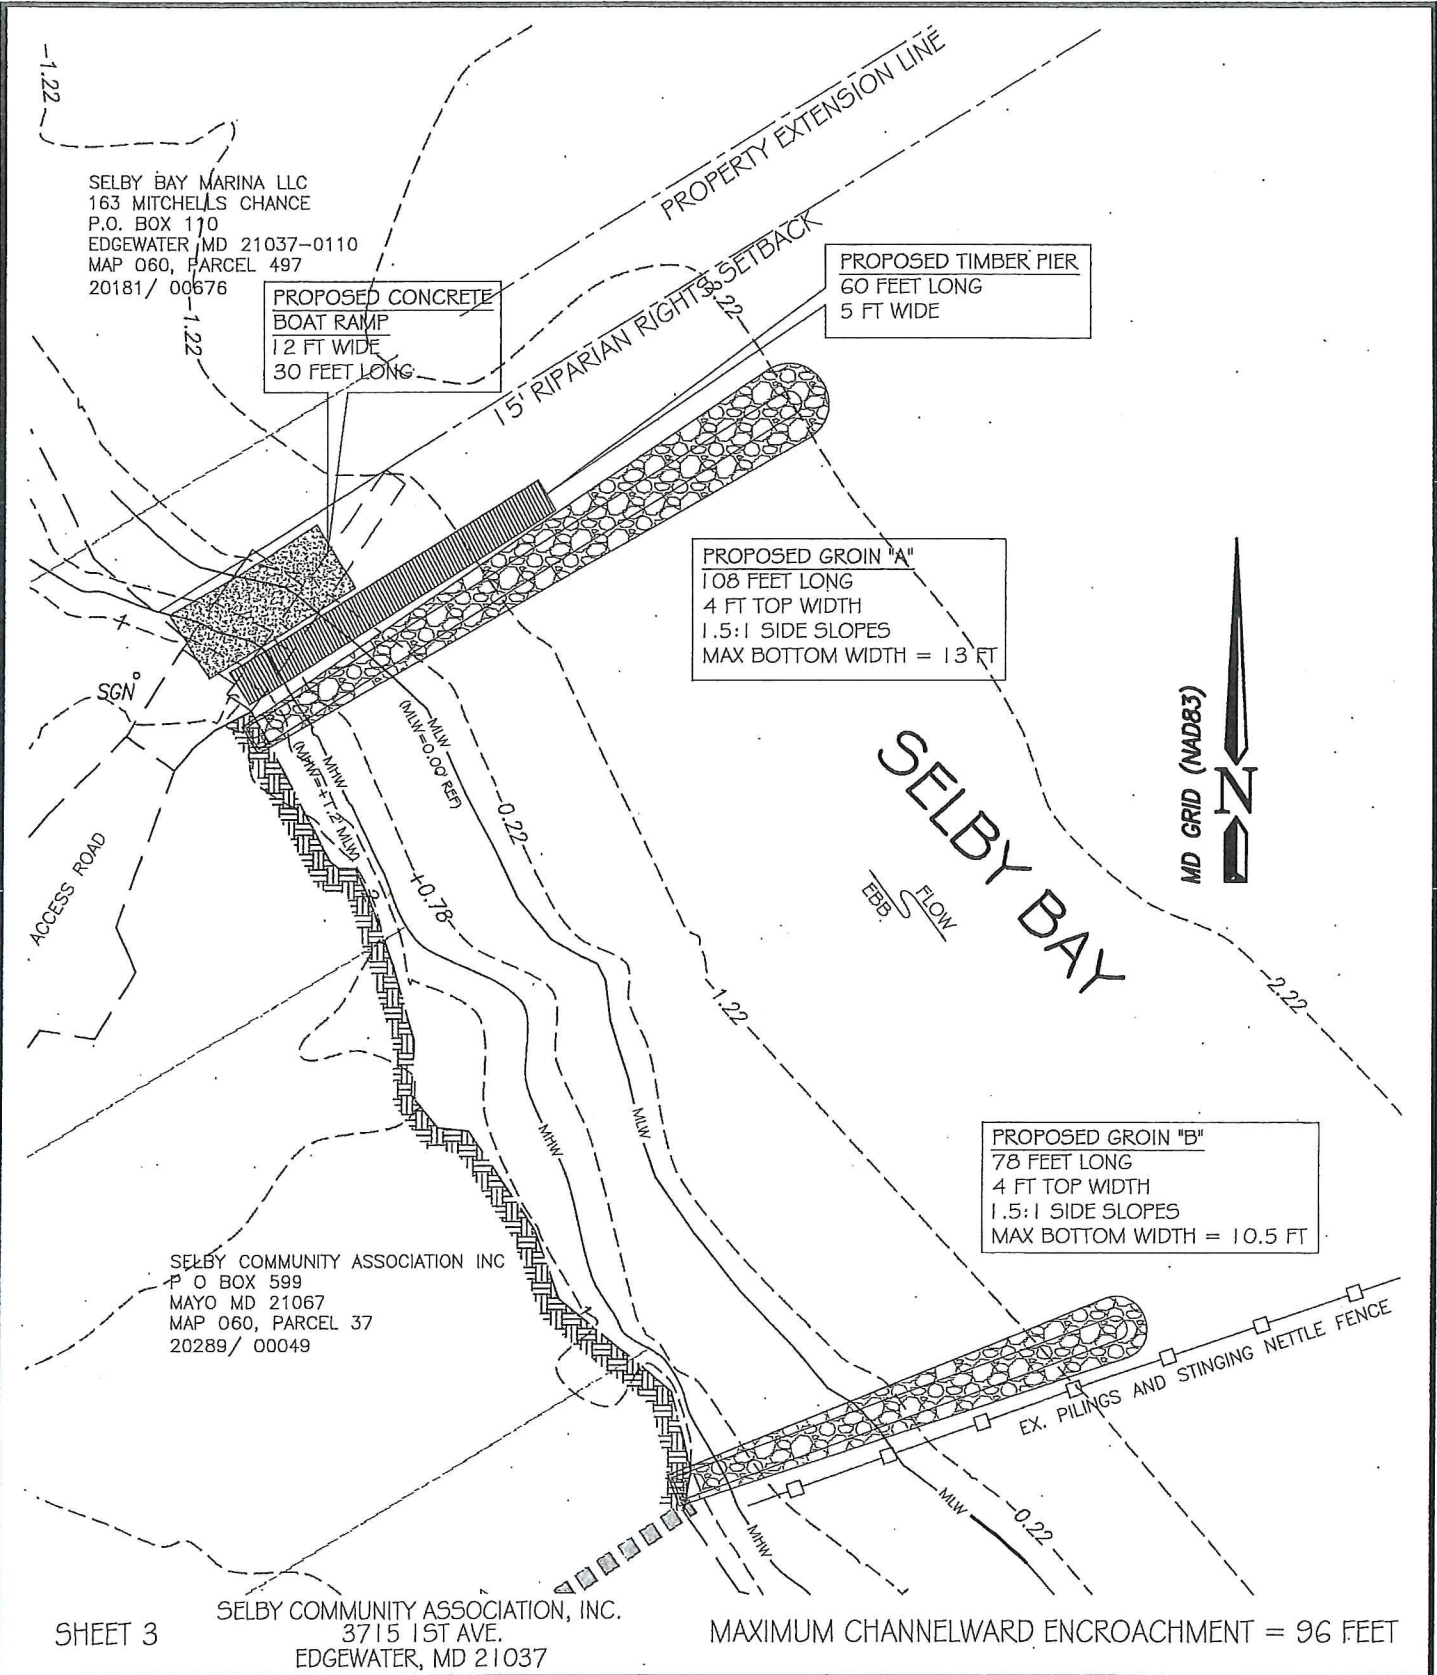 -1.22
SELBY BAY MARINA LLC
163 MITCHELLS CHANCE
P.O. BOX 110
EDGEWATER MD 21037-0110
MAP 060, PARCEL 497
20181/ 00676
-1.22
PROPERTY EXTENSION LINE
15' RIPARIAN RIGHTS SETBACK
PROPOSED CONCRETE
BOAT RAMP
12 FT WIDE
30 FEET LONG
PROPOSED TIMBER PIER
60 FEET LONG
5 FT WIDE
PROPOSED GROIN "A"
108 FEET LONG
4 FT TOP WIDTH
1.5:1 SIDE SLOPES
MAX BOTTOM WIDTH = 13 FT
SGN
ACCESS ROAD
MHW
(MHW=+1.2' MLW)
MLW
(MLW=0.00' REF)
-0.22
+0.78
SELBY BAY
EBB
FLOW
MD GRID (NAD83)
N
-1.22
-2.22
MLW
MHW
PROPOSED GROIN "B"
78 FEET LONG
4 FT TOP WIDTH
1.5:1 SIDE SLOPES
MAX BOTTOM WIDTH = 10.5 FT
SELBY COMMUNITY ASSOCIATION INC
P O BOX 599
MAYO MD 21067
MAP 060, PARCEL 37
20289/ 00049
EX. PILINGS AND STINGING NETTLE FENCE
MLW
-0.22
MHW
SHEET 3
SELBY COMMUNITY ASSOCIATION, INC.
3715 1ST AVE.
EDGEWATER, MD 21037
MAXIMUM CHANNELWARD ENCROACHMENT = 96 FEET